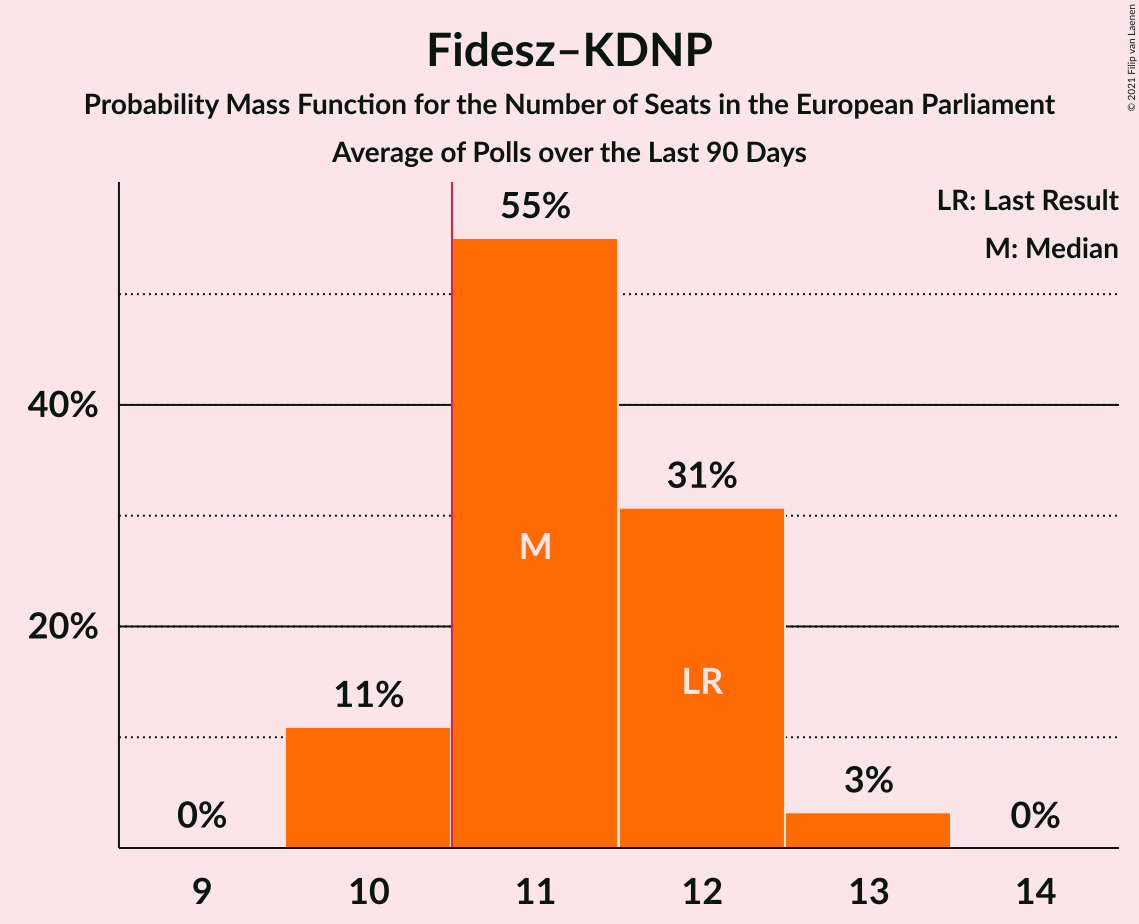 Fidesz–KDNP
Probability Mass Function for the Number of Seats in the European Parliament
Average of Polls over the Last 90 Days
© 2021 Filip van Laenen
LR: Last Result
M: Median
55%
40%
31%
M
20%
LR
11%
3%
0%
0%
9 10 11 12 13 14